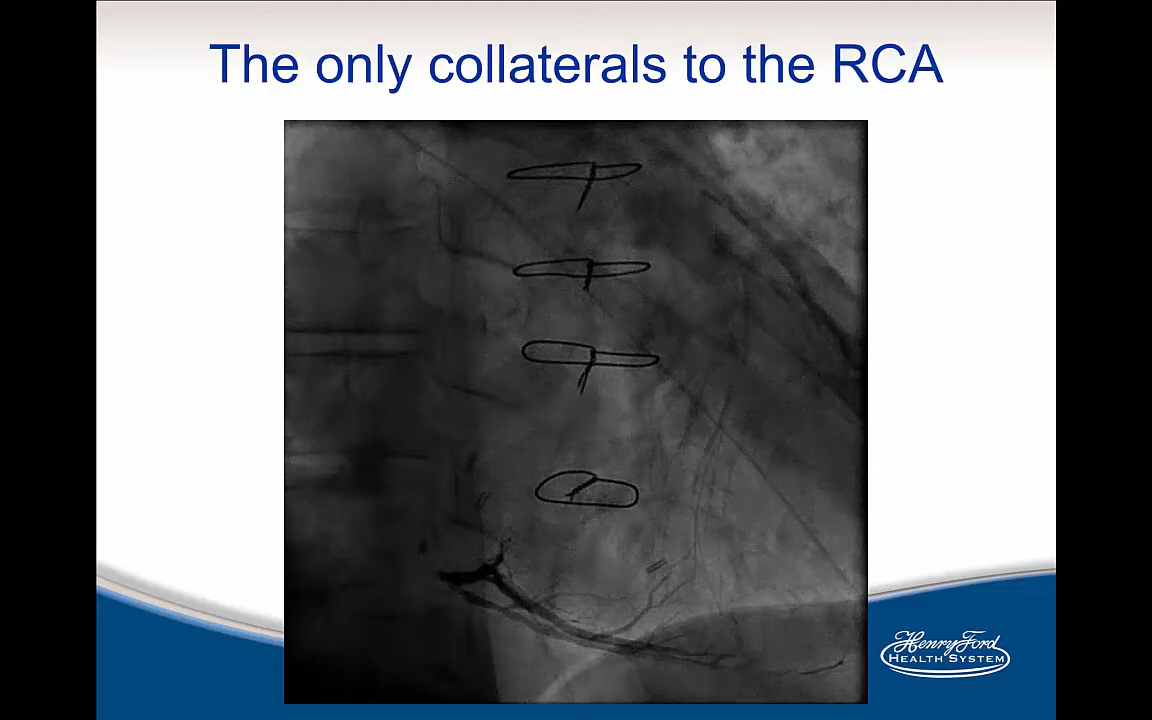 The only collaterals to the RCA
Henry Ford
HEALTH SYSTEM